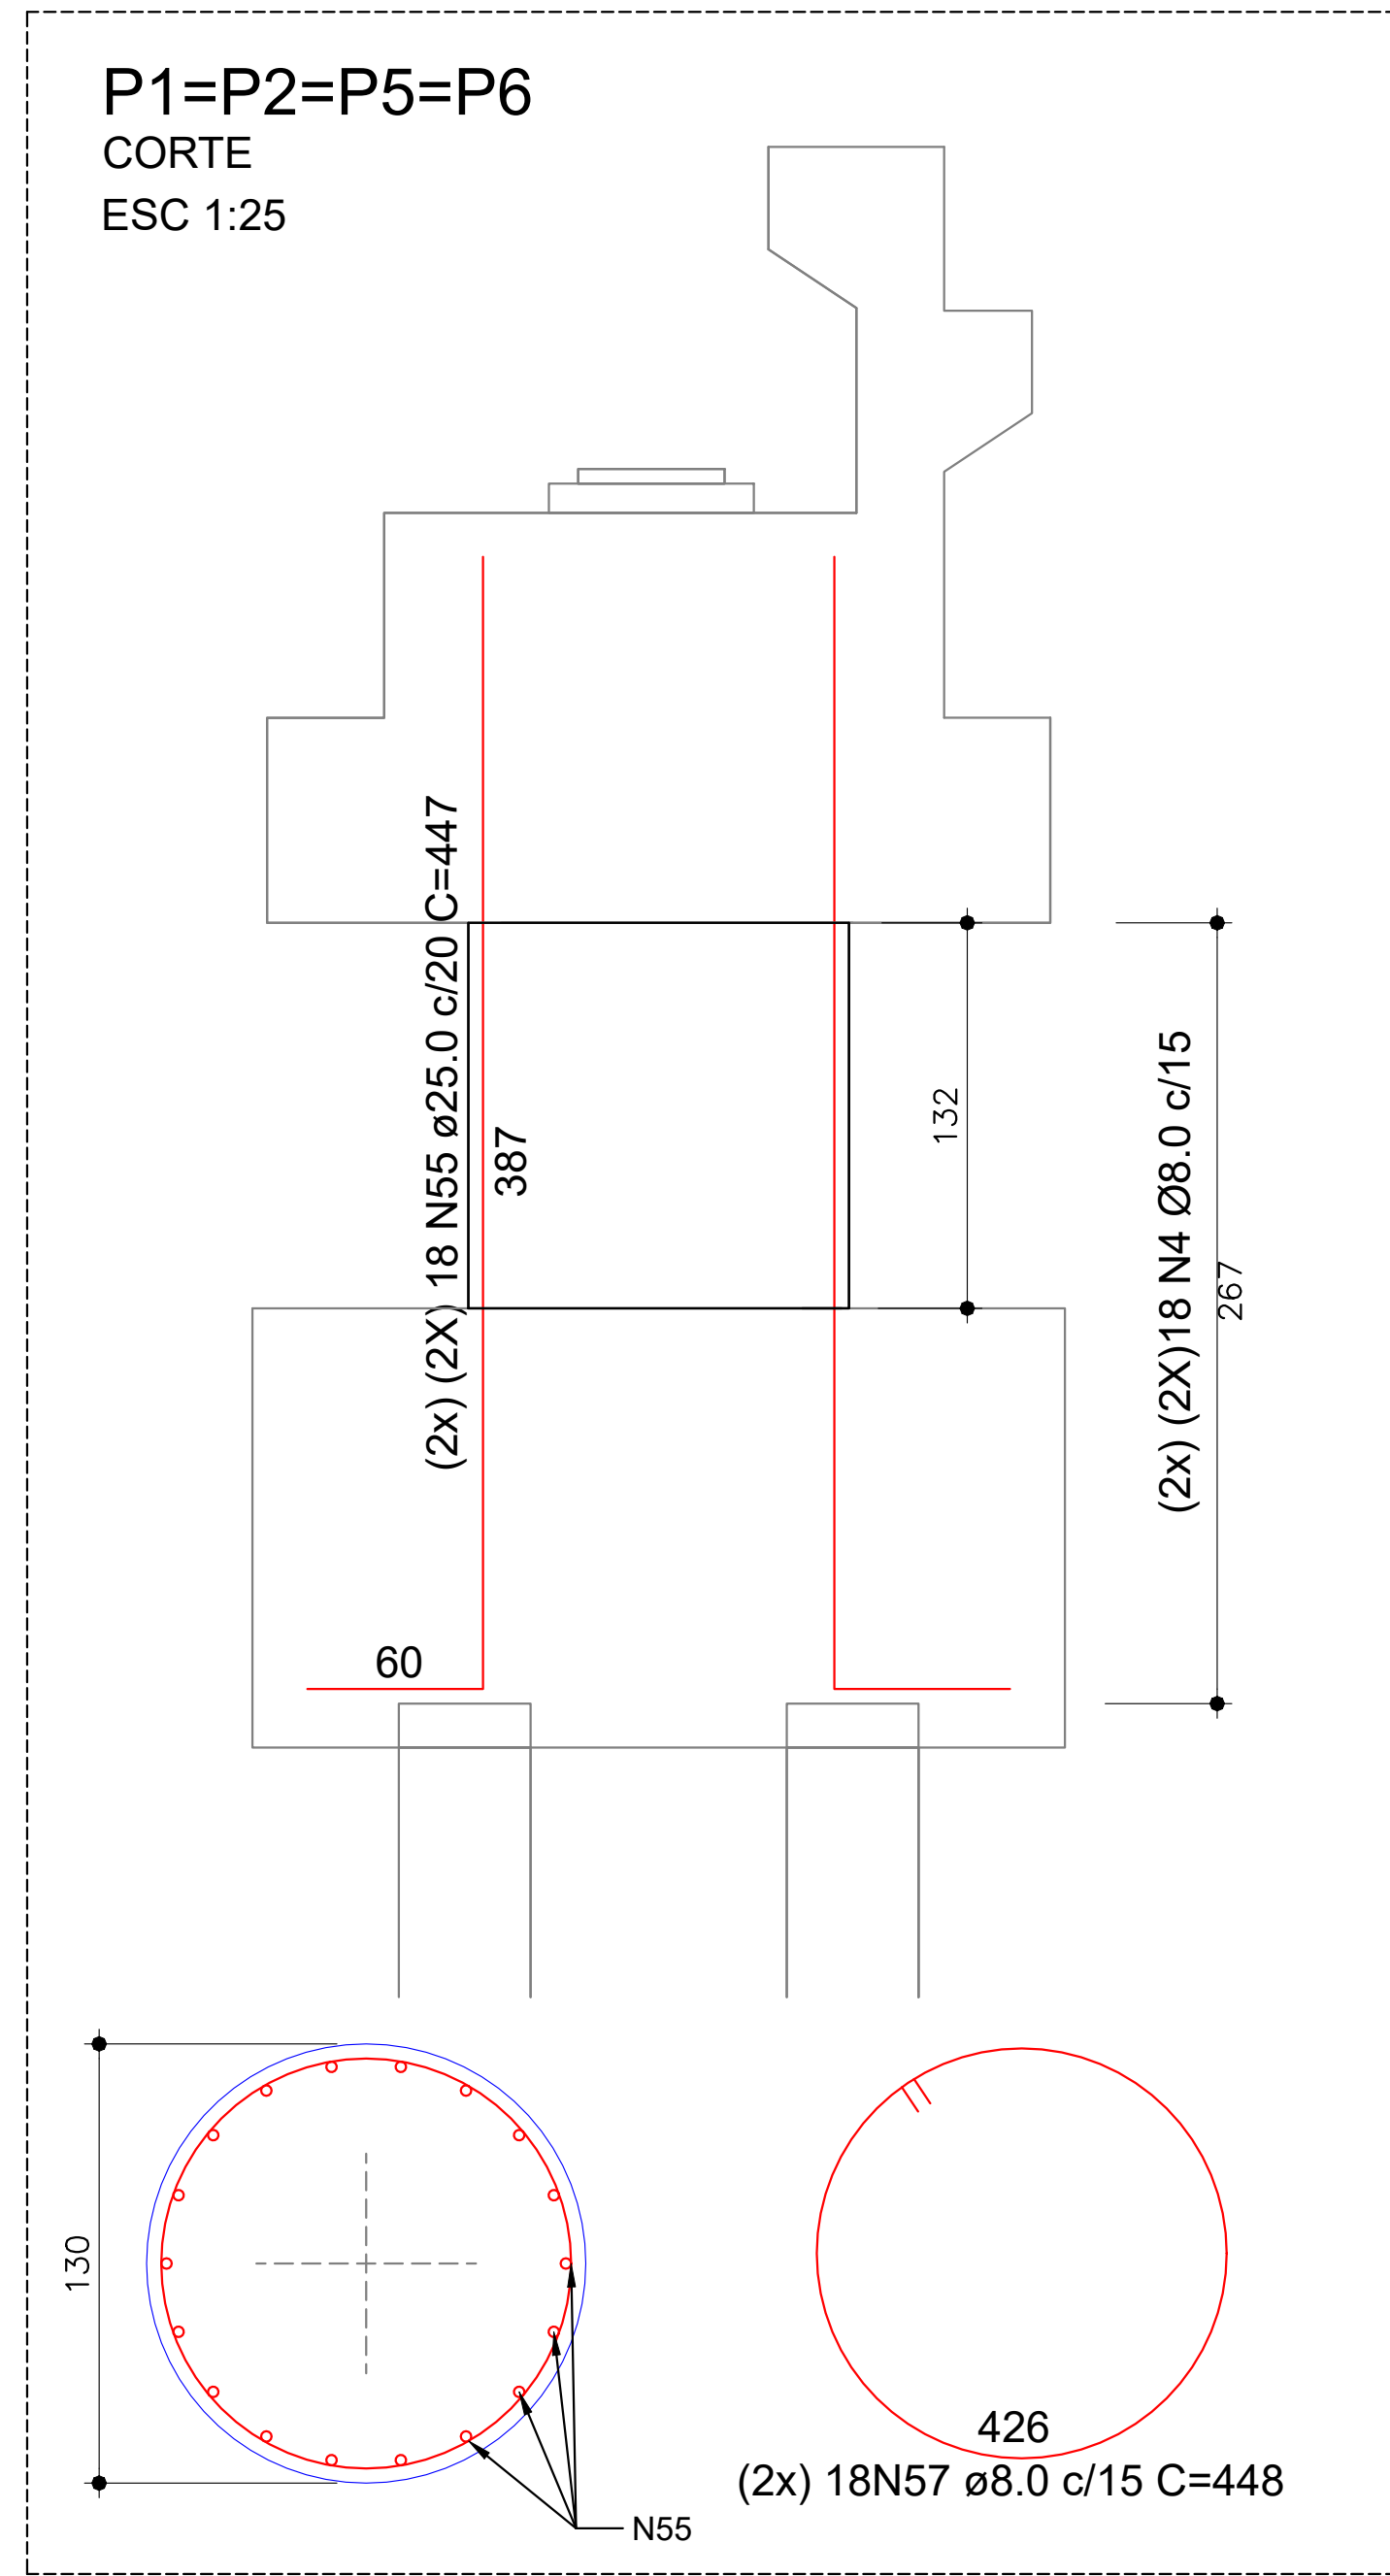 P1=P2=P5=P6
CORTE
ESC 1:25
(2x) (2X) 18 N55 ø25.0 c/20 C=447
387
132
(2x) (2X)18 N4 Ø8.0 c/15
267
60
130
N55
426
(2x) 18N57 ø8.0 c/15 C=448